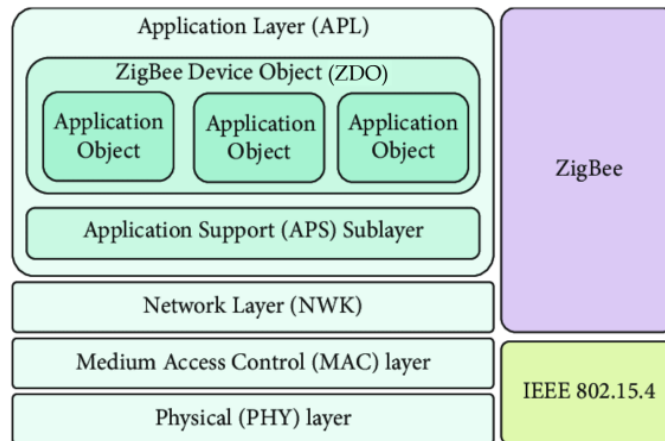 Application Layer (APL)
ZigBee Device Object (ZDO)
Application
Object
Application
Object
Application
Object
Application Support (APS) Sublayer
Network Layer (NWK)
Medium Access Control (MAC) layer
Physical (PHY) layer
ZigBee
IEEE 802.15.4